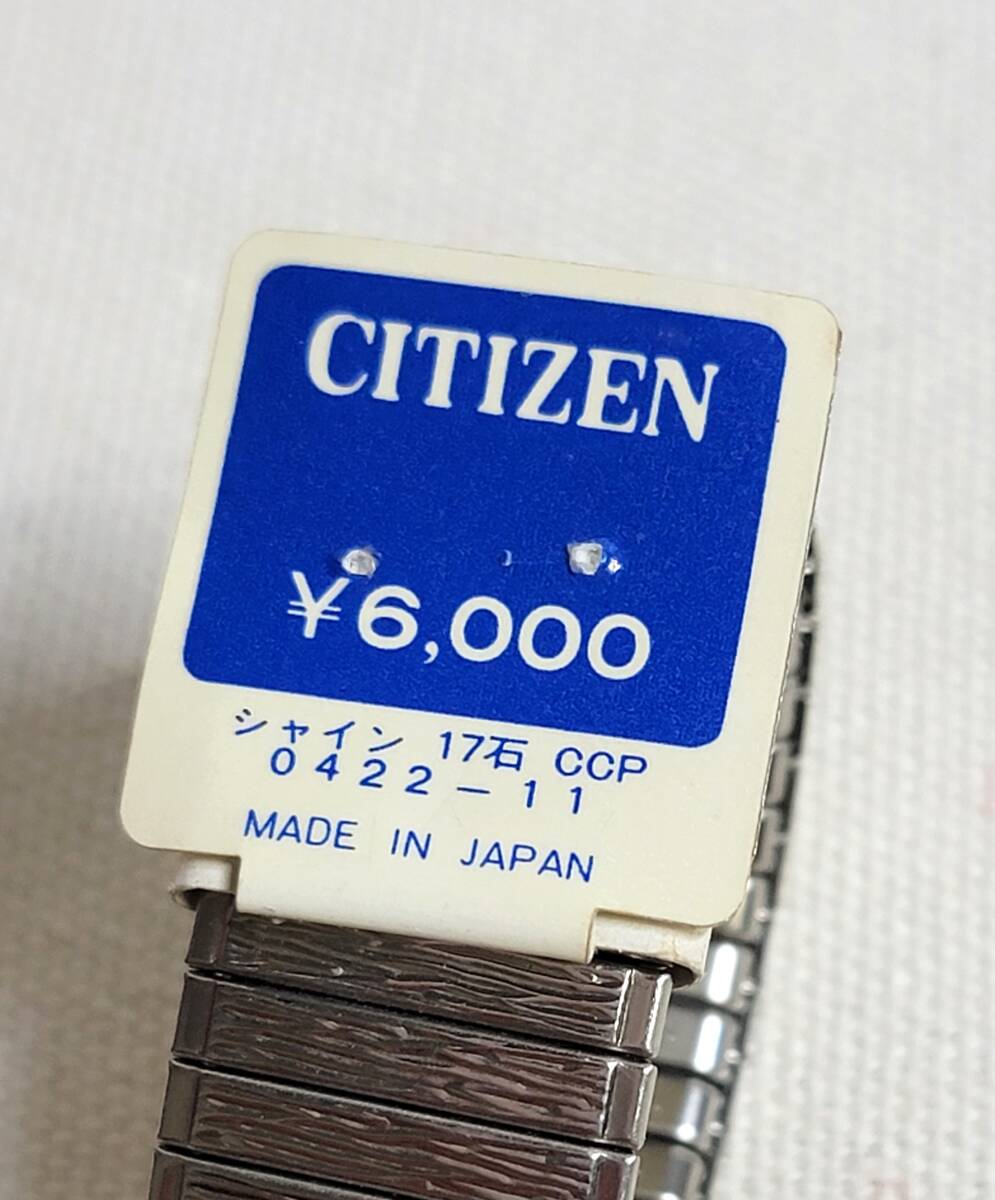 CITIZEN
¥6,000
シャイン 17石 CCP
0422-11
MADE IN JAPAN